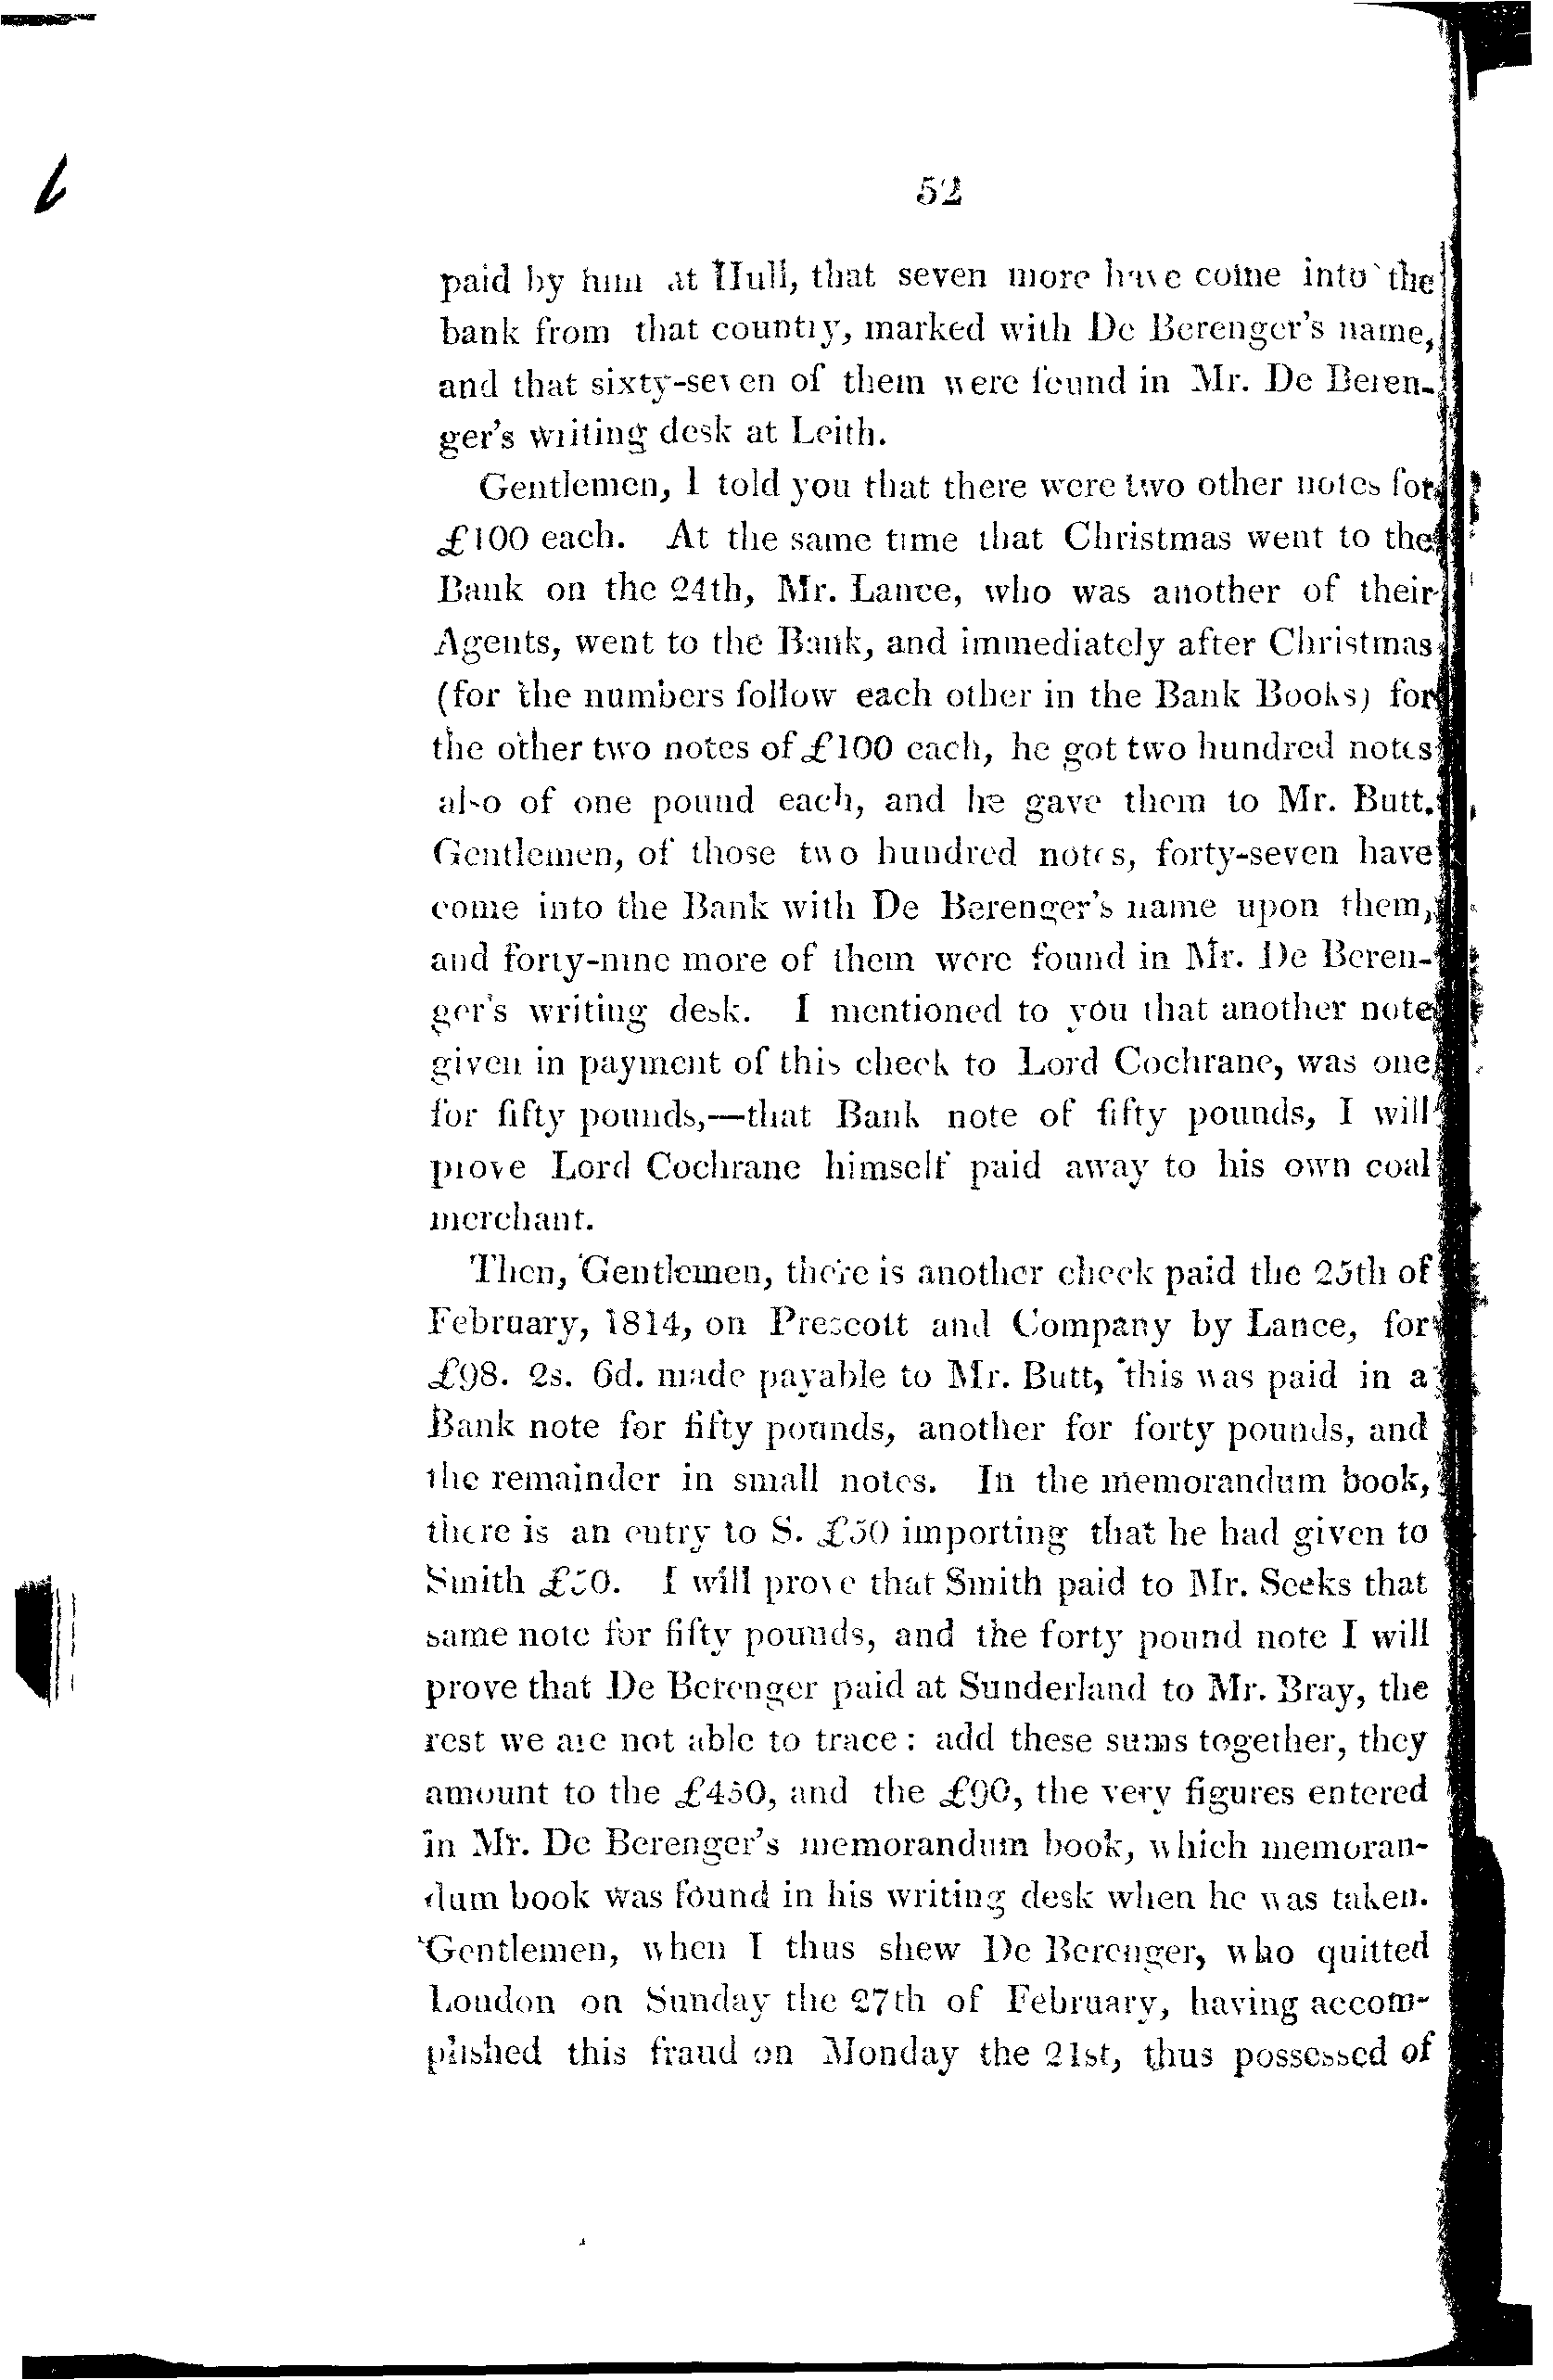 52
paid by him at Hull, that seven more have come into the
bank from that country, marked with De Berenger's name,
and that sixty-seven of them were found in Mr. De Beren-
ger's writing desk at Leith.
Gentlemen, I told you that there were two other notes for
£100 each. At the same time that Christmas went to the
Bank on the 24th, Mr. Lance, who was another of their
Agents, went to the Bank, and immediately after Christmas
(for the numbers follow each other in the Bank Books) for
the other two notes of £100 each, he got two hundred notes
also of one pound each, and he gave them to Mr. Butt.
Gentlemen, of those two hundred notes, forty-seven have
come into the Bank with De Berenger's name upon them,
and forty-nine more of them were found in Mr. De Beren-
ger's writing desk. I mentioned to you that another note
given in payment of this check to Lord Cochrane, was one
for fifty pounds,—that Bank note of fifty pounds, I will
prove Lord Cochrane himself paid away to his own coal
merchant.
Then, Gentlemen, there is another check paid the 25th of
February, 1814, on Prescott and Company by Lance, for
£98. 2s. 6d. made payable to Mr. Butt, this was paid in a
Bank note for fifty pounds, another for forty pounds, and
the remainder in small notes. In the memorandum book,
there is an entry to S. £50 importing that he had given to
Smith £50. I will prove that Smith paid to Mr. Seeks that
same note for fifty pounds, and the forty pound note I will
prove that De Berenger paid at Sunderland to Mr. Bray, the
rest we are not able to trace: add these sums together, they
amount to the £450, and the £90, the very figures entered
in Mr. De Berenger's memorandum book, which memoran-
dum book was found in his writing desk when he was taken.
Gentlemen, when I thus shew De Berenger, who quitted
London on Sunday the 27th of February, having accom-
plished this fraud on Monday the 21st, thus possessed of